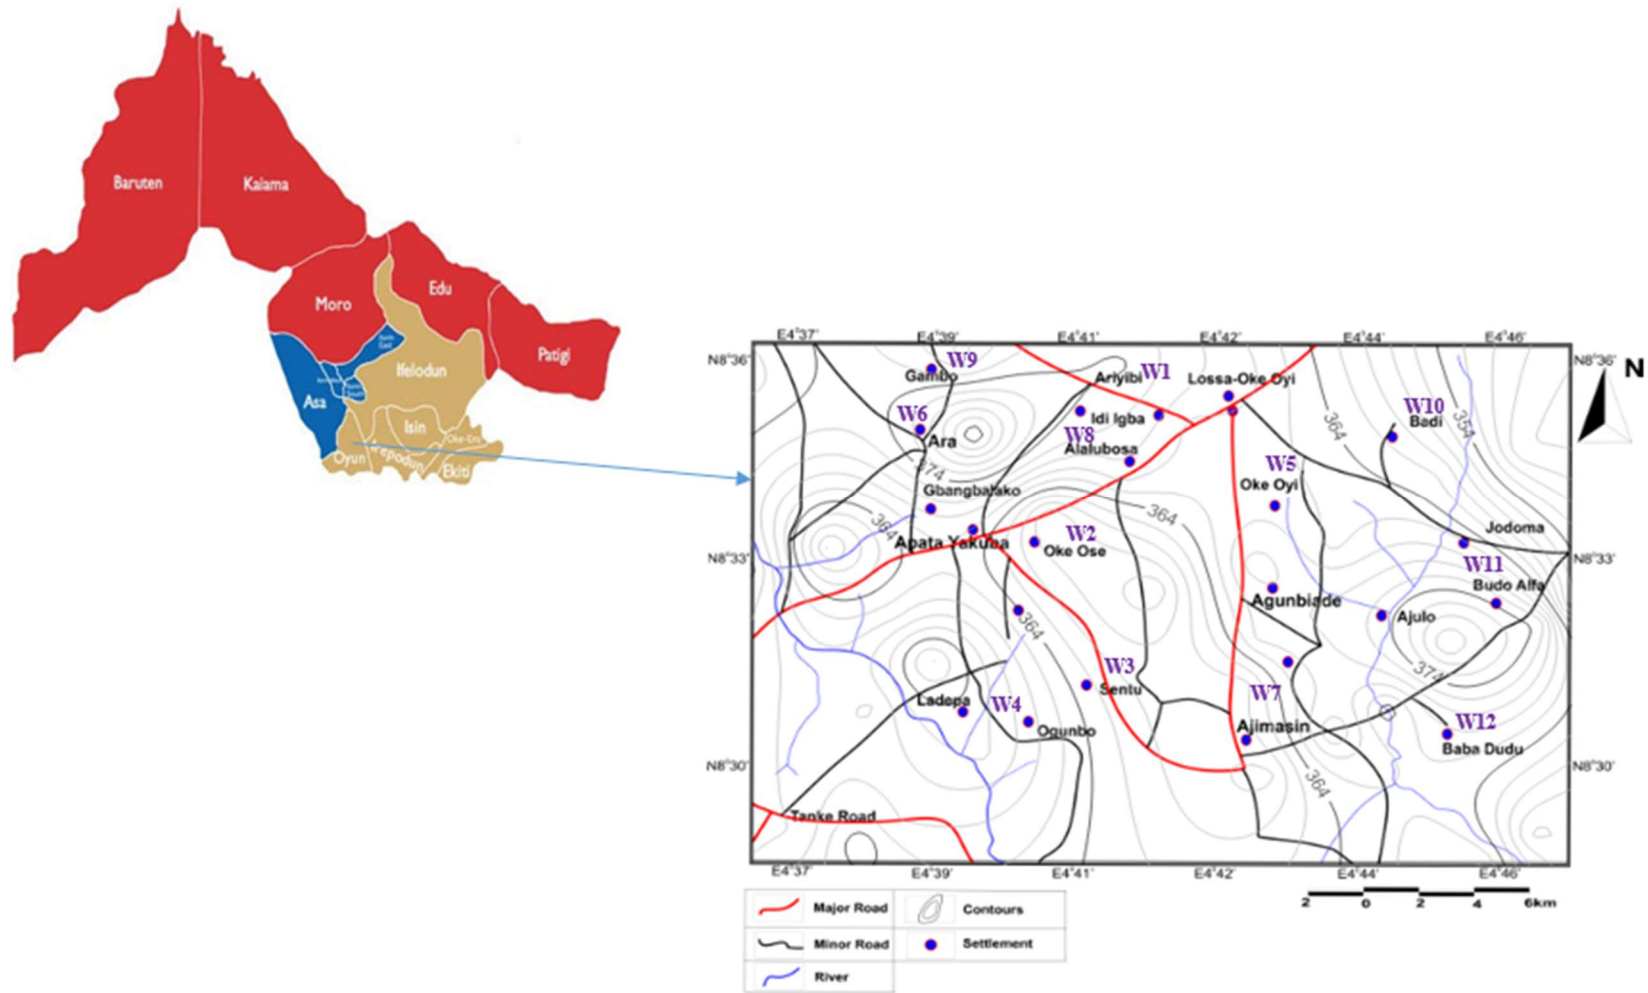 Baruten
Kaiama
Moro
Edu
Patigi
Ifelodun
Asa
Isin
Oke-Ero
Oyun
Irepodun
Ekiti
E4°37' E4°39' E4°41' E4°42' E4°44' E4°46'
N8°36' N8°36'
N
W9
Gambo
Ariyibi W1
Lossa-Oke Oyi
W6
Idi Igba
W10
Badi
364
354
Ara
W8
Alalubosa
374
W5
Oke Oyi
Gbangbalako
364
364
Jodoma
Apata Yakuba
W2
Oke Ose
N8°33' N8°33'
W11
Budo Alfa
Agunbiade
Ajulo
364
W3
Sentu
374
Ladepa
W4
W7
Ogunbo
Ajimasin
W12
Baba Dudu
N8°30' N8°30'
364
Tanke Road
E4°37' E4°39' E4°41' E4°42' E4°44' E4°46'
Major Road
Contours
Minor Road
Settlement
River
2 0 2 4 6km